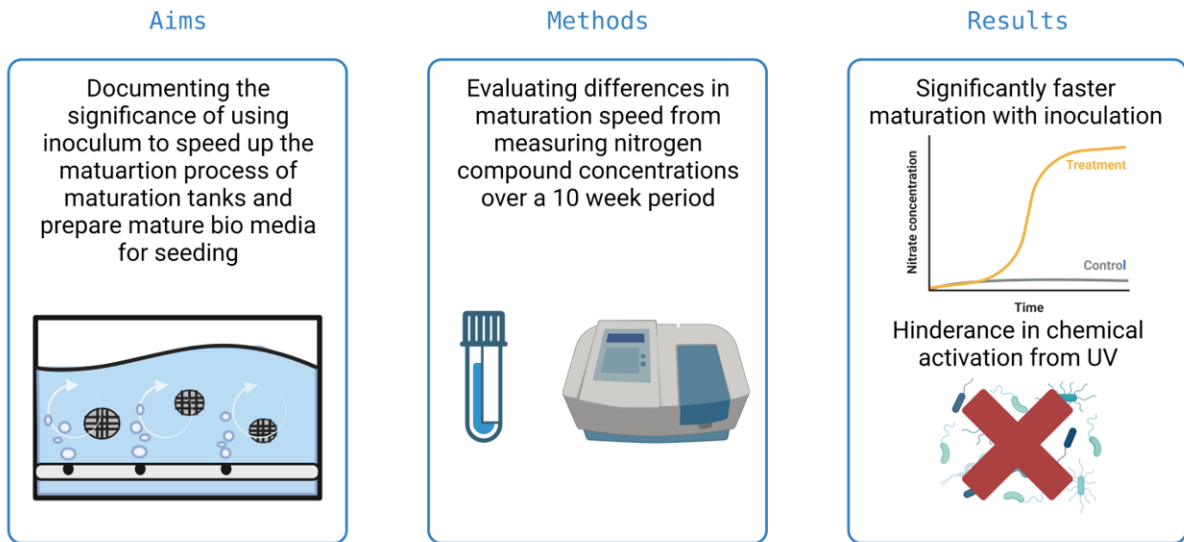 Aims
Documenting the
significance of using
inoculum to speed up the
matuartion process of
maturation tanks and
prepare mature bio media
for seeding
Methods
Evaluating differences in
maturation speed from
measuring nitrogen
compound concentrations
over a 10 week period
Results
Significantly faster
maturation with inoculation
Nitrate concentration
Treatment
Control
Time
Hinderance in chemical
activation from UV